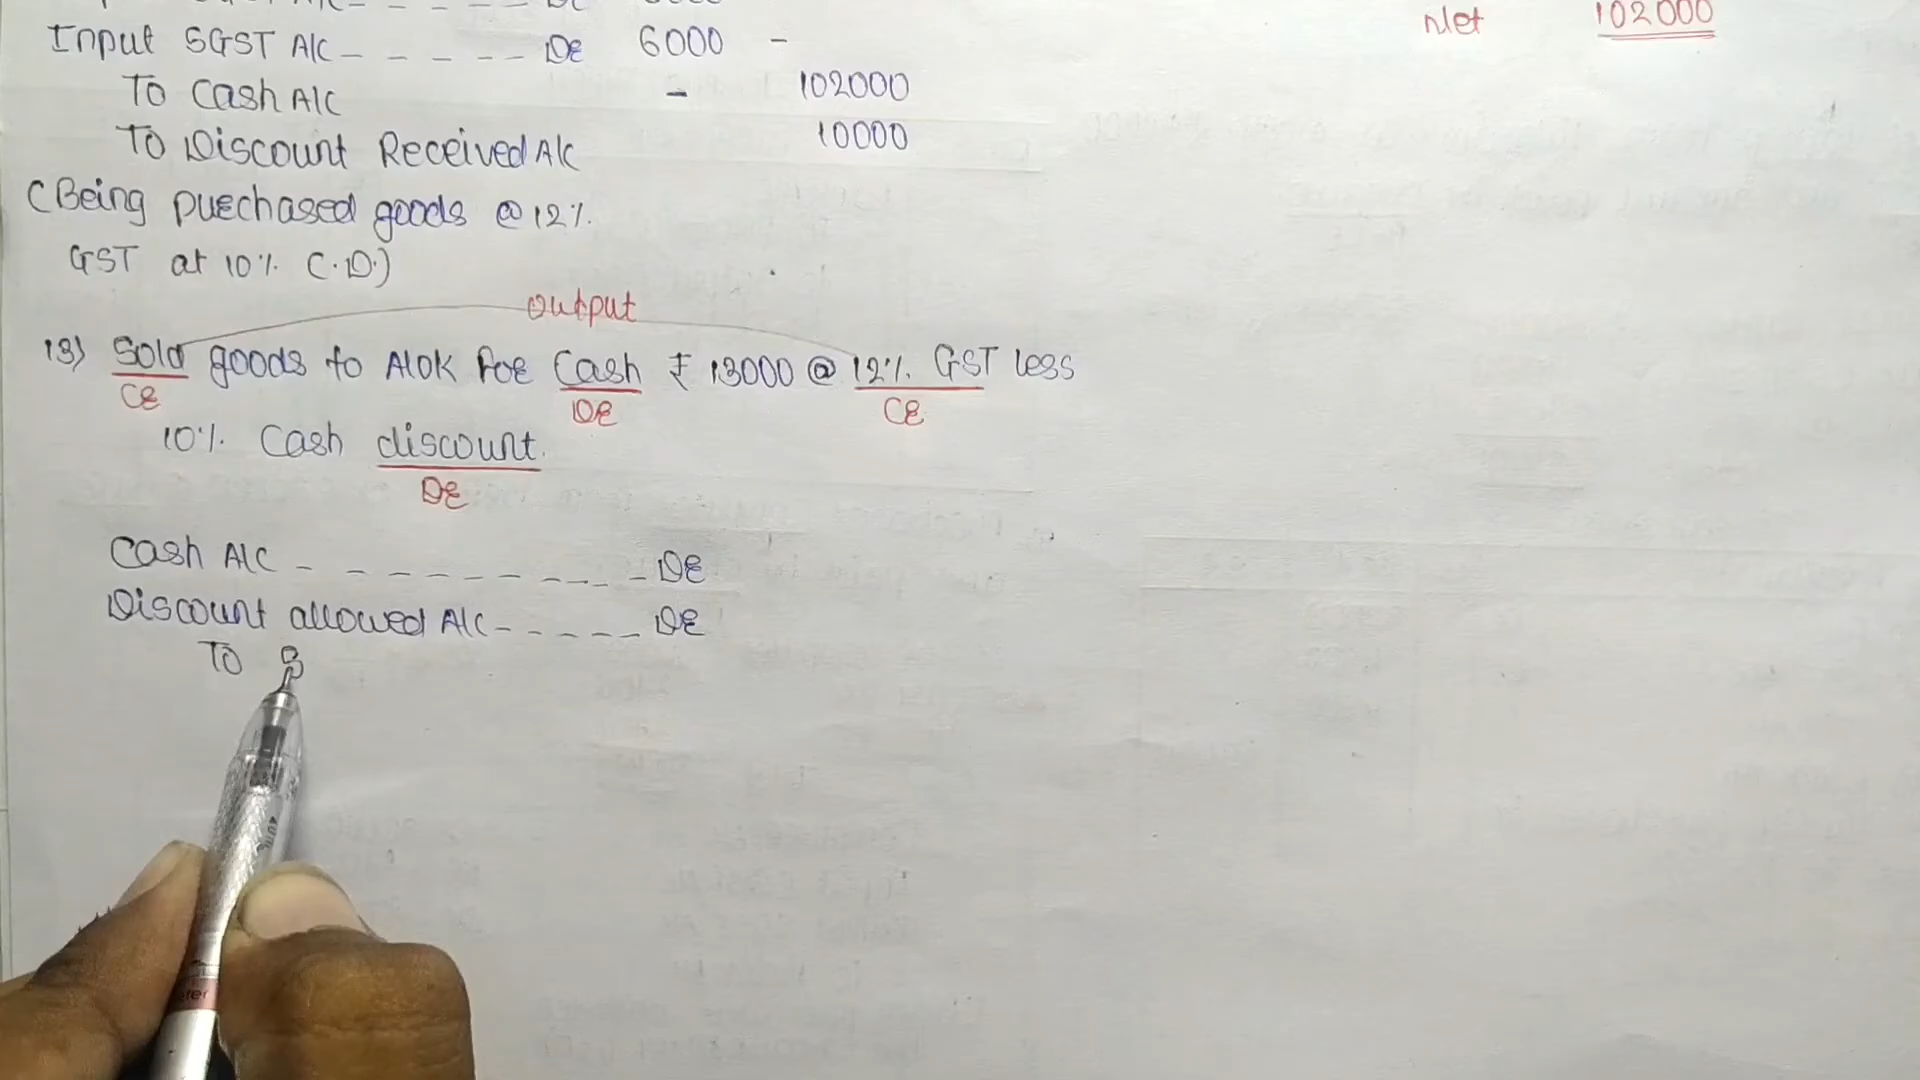 Input SGST A/C ------ Dr 6000 -
To Cash A/C - 102000
To Discount Received A/C 10000
(Being purchased goods @ 12%.
GST at 10%. C.D.)
Net 102000
Output
13) Sold goods to Alok for Cash ₹ 13000 @ 12%. GST less
Cr Dr Cr
10%. Cash discount.
Dr
Cash A/C ----------- Dr
Discount allowed A/C ----- Dr
To S